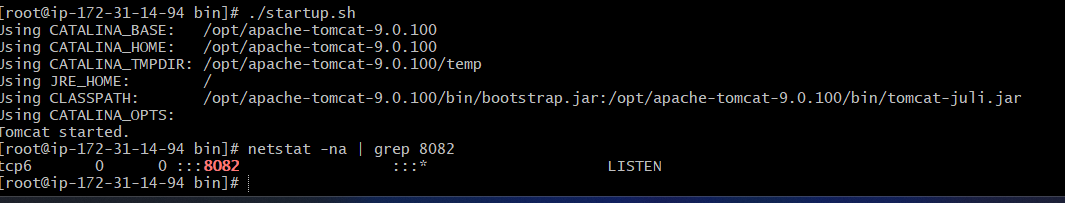 [root@ip-172-31-14-94 bin]# ./startup.sh
Using CATALINA_BASE:   /opt/apache-tomcat-9.0.100
Using CATALINA_HOME:   /opt/apache-tomcat-9.0.100
Using CATALINA_TMPDIR: /opt/apache-tomcat-9.0.100/temp
Using JRE_HOME:        /
Using CLASSPATH:       /opt/apache-tomcat-9.0.100/bin/bootstrap.jar:/opt/apache-tomcat-9.0.100/bin/tomcat-juli.jar
Using CATALINA_OPTS:
Tomcat started.
[root@ip-172-31-14-94 bin]# netstat -na | grep 8082
tcp6       0      0 :::8082                 :::*                    LISTEN
[root@ip-172-31-14-94 bin]#